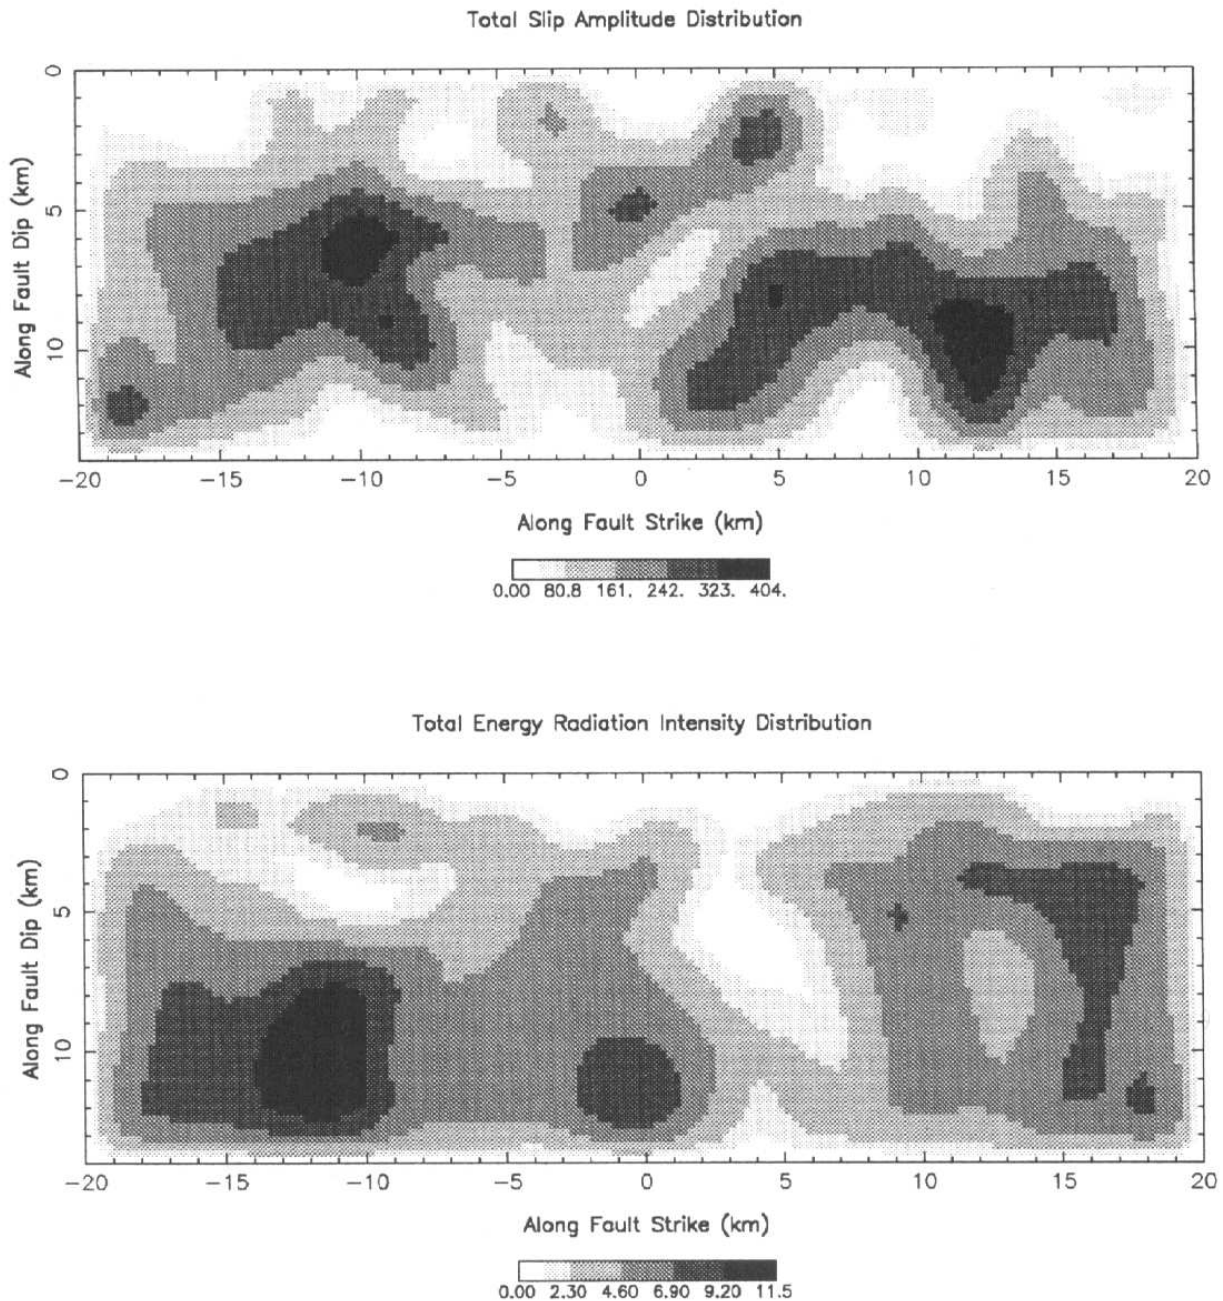 Total Slip Amplitude Distribution
0
5
10
Along Fault Dip (km)
-20 -15 -10 -5 0 5 10 15 20
Along Fault Strike (km)
0.00 80.8 161. 242. 323. 404.
Total Energy Radiation Intensity Distribution
0
5
10
Along Fault Dip (km)
-20 -15 -10 -5 0 5 10 15 20
Along Fault Strike (km)
0.00 2.30 4.60 6.90 9.20 11.5